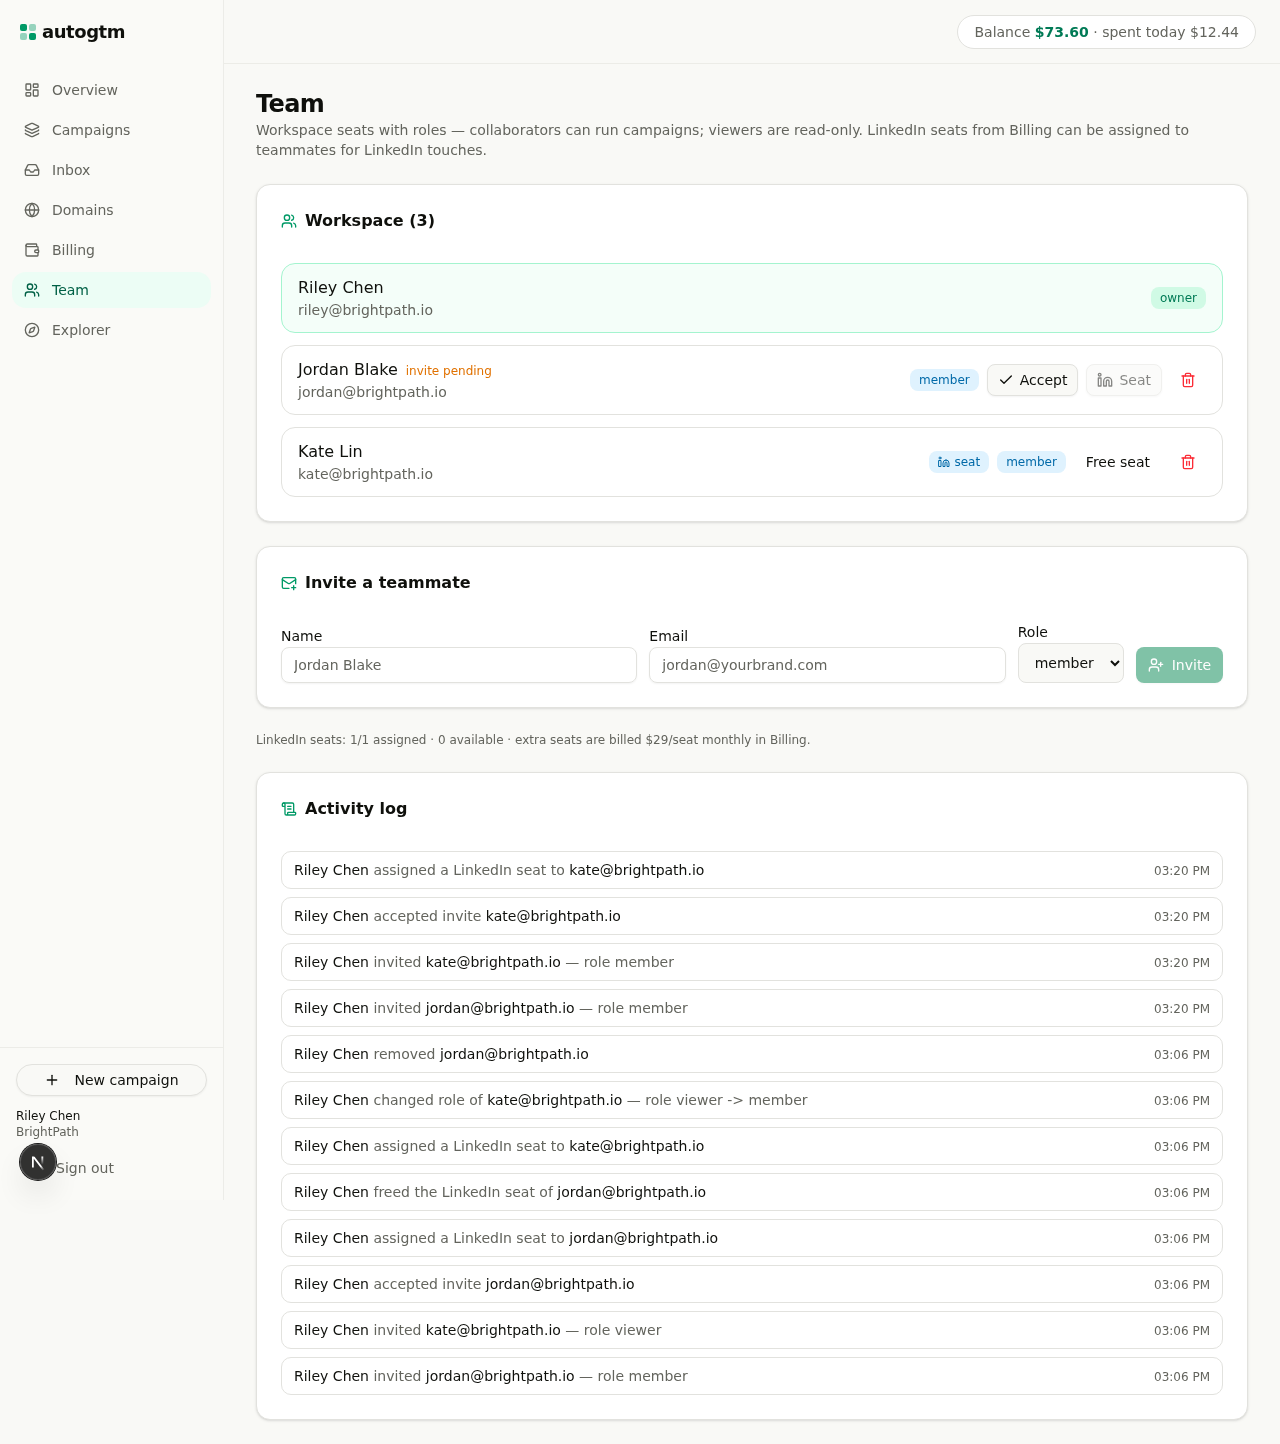 autogtm
Balance $73.60 · spent today $12.44
Overview
Campaigns
Inbox
Domains
Billing
Team
Explorer
Team
Workspace seats with roles — collaborators can run campaigns; viewers are read-only. LinkedIn seats from Billing can be assigned to
teammates for LinkedIn touches.
Workspace (3)
Riley Chen
riley@brightpath.io
owner
Jordan Blake invite pending
jordan@brightpath.io
member Accept Seat
Kate Lin
kate@brightpath.io
seat member Free seat
Invite a teammate
Name
Jordan Blake
Email
jordan@yourbrand.com
Role
member
Invite
LinkedIn seats: 1/1 assigned · 0 available · extra seats are billed $29/seat monthly in Billing.
Activity log
Riley Chen assigned a LinkedIn seat to kate@brightpath.io 03:20 PM
Riley Chen accepted invite kate@brightpath.io 03:20 PM
Riley Chen invited kate@brightpath.io — role member 03:20 PM
Riley Chen invited jordan@brightpath.io — role member 03:20 PM
Riley Chen removed jordan@brightpath.io 03:06 PM
Riley Chen changed role of kate@brightpath.io — role viewer -> member 03:06 PM
Riley Chen assigned a LinkedIn seat to kate@brightpath.io 03:06 PM
Riley Chen freed the LinkedIn seat of jordan@brightpath.io 03:06 PM
Riley Chen assigned a LinkedIn seat to jordan@brightpath.io 03:06 PM
Riley Chen accepted invite jordan@brightpath.io 03:06 PM
Riley Chen invited kate@brightpath.io — role viewer 03:06 PM
Riley Chen invited jordan@brightpath.io — role member 03:06 PM
New campaign
Riley Chen
BrightPath
N
Sign out